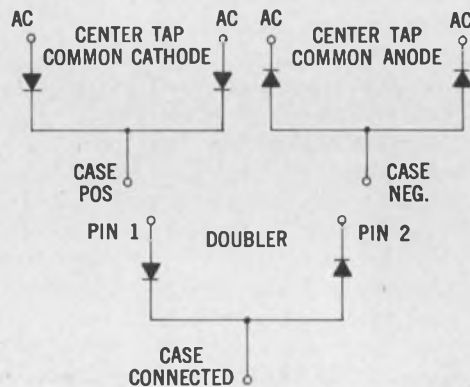 AC
CENTER TAP
COMMON CATHODE
AC
AC
CENTER TAP
COMMON ANODE
AC
CASE
POS
CASE
NEG.
PIN 1
DOUBLER
PIN 2
CASE
CONNECTED